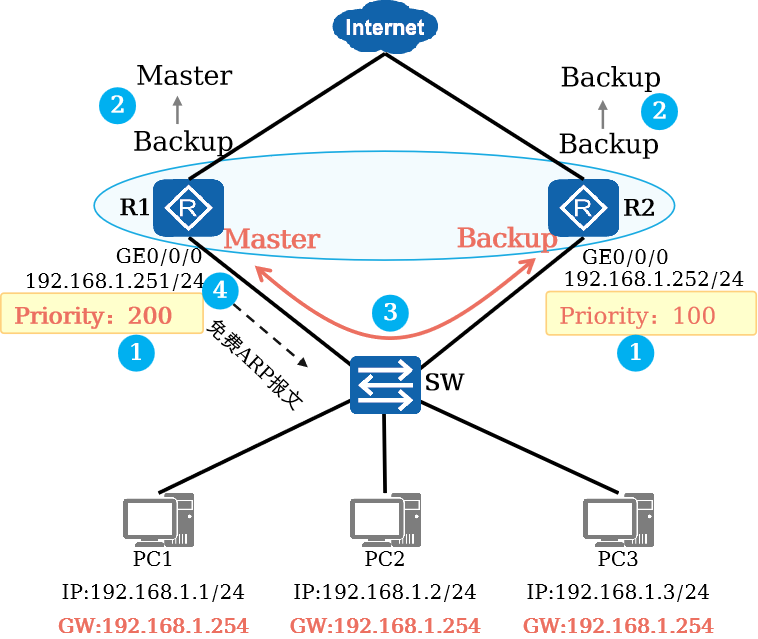 Internet
Master
Backup
2
2
Backup
Backup
R1
R2
Master
Backup
GE0/0/0
GE0/0/0
192.168.1.251/24
192.168.1.252/24
4
3
Priority：200
Priority：100
免费ARP报文
1
1
SW
PC1
PC2
PC3
IP:192.168.1.1/24
IP:192.168.1.2/24
IP:192.168.1.3/24
GW:192.168.1.254
GW:192.168.1.254
GW:192.168.1.254